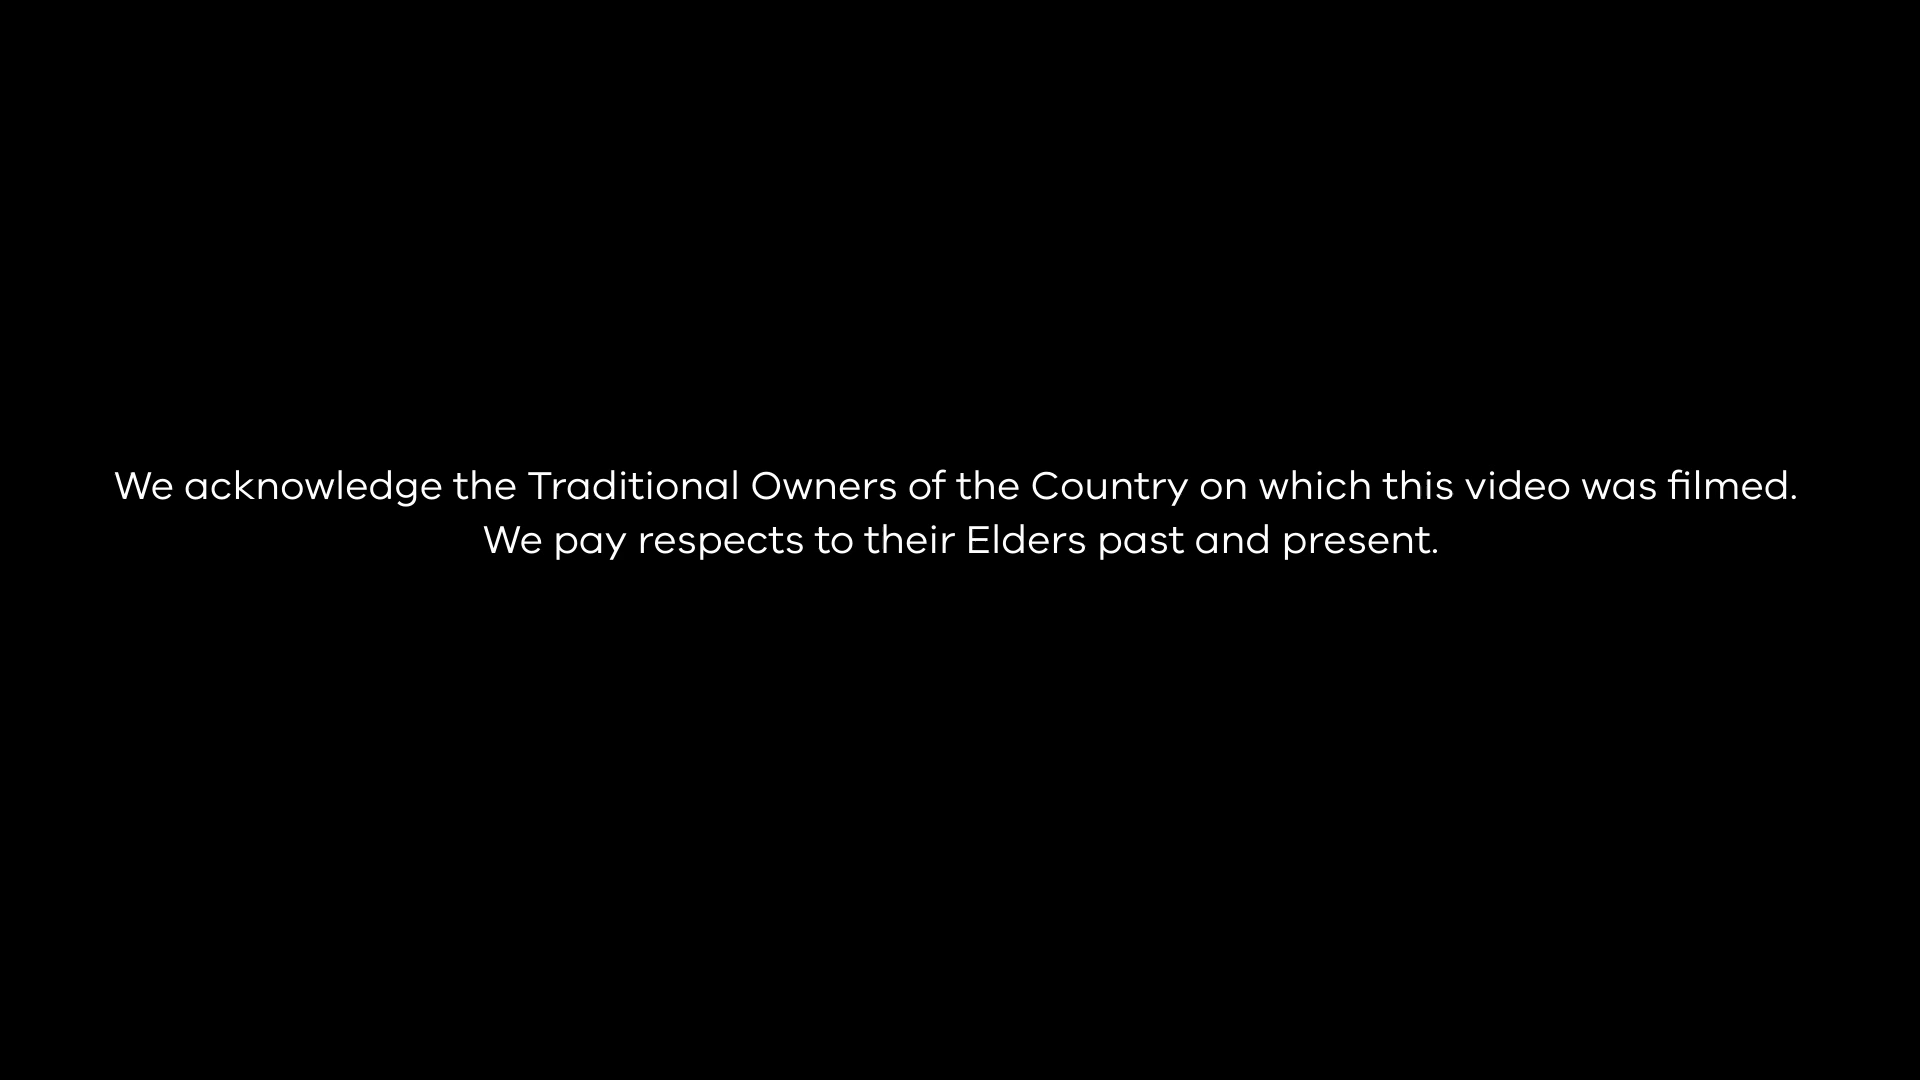 We acknowledge the Traditional Owners of the Country on which this video was filmed.
We pay respects to their Elders past and present.